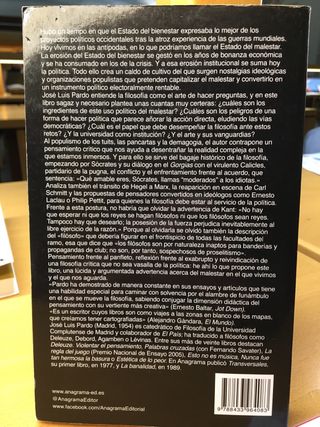 Hubo un tiempo en que el Estado del bienestar expresaba lo mejor de los
proyectos políticos occidentales tras la atroz experiencia de las guerras mundiales.
Hoy vivimos en las antípodas, en lo que podríamos llamar el Estado del malestar.
La erosión del Estado del bienestar se gestó en los años de bonanza económica
y se ha consumado en los de la crisis. Y a esa erosión institucional se suma hoy
la política. Todo ello crea un caldo de cultivo del que surgen nostalgias ideológicas
y organizaciones populistas que pretenden capitalizar el malestar y convertirlo en
un instrumento político electoralmente rentable.
José Luis Pardo entiende la filosofía como el arte de hacer preguntas, y en este
libro sagaz y necesario plantea unas cuantas muy certeras: ¿cuáles son los
ingredientes de este uso político del malestar? ¿Cuáles son los peligros de una
forma de hacer política que parece añorar la acción directa, eludiendo las vías
democráticas? ¿Cuál es el papel que debe desempeñar la filosofía ante estos
retos? ¿Y la universidad como institución? ¿Y el arte y sus vanguardias?
Al populismo de los tuits, las pancartas y la demagogia, el autor contrapone un
pensamiento crítico que nos ayuda a desentrañar la realidad compleja en la
que estamos inmersos. Y para ello se sirve del bagaje histórico de la filosofía,
empezando por Sócrates y su diálogo en el Gorgias con el virulento Calicles,
partidario de la pugna, el conflicto y el enfrentamiento frente al acuerdo, que
sentencia: «Qué amable eres, Sócrates, llamas "moderados" a los idiotas.»
Analiza también el tránsito de Hegel a Marx, la reaparición en escena de Carl
Schmitt y las propuestas de pensadores convertidos en ideólogos como Ernesto
Laclau o Philip Pettit, para quienes la filosofía debe estar al servicio de la política.
Frente a esta postura, no habría que olvidar la advertencia de Kant: «No hay
que esperar ni que los reyes se hagan filósofos ni que los filósofos sean reyes.
Tampoco hay que desearlo; la posesión de la fuerza perjudica inevitablemente al
libre ejercicio de la razón.» Porque al olvidarla se olvidó también la descripción
del «filósofo» que debería figurar en el frontispicio de todas las facultades del
ramo, esa que dice que «los filósofos son por naturaleza inaptos para banderías y
propagandas de club; no son, por tanto, sospechosos de proselitismo».
Pensamiento frente al panfleto, reflexión frente al exabrupto y reivindicación de
una filosofía crítica que no sea vasalla de la política: he ahí lo que propone este
libro, una lúcida y argumentada advertencia acerca del malestar en el que vivimos
y el que nos aguarda.
«Pardo ha demostrado de manera constante en sus ensayos y artículos que tiene
una habilidad especial para caminar con solvencia por el alambre de funámbulo
en el que se mueve la filosofía, sabiendo conjugar la dimensión didáctica del
pensamiento con su vertiente más creativa» (Ernesto Baltar, Jot Down).
«Es un escritor cuyos libros son como viajes a las zonas en blanco de los mapas,
que creíamos tener cartografiadas» (Alejandro Gándara, El Mundo).
José Luis Pardo (Madrid, 1954) es catedrático de Filosofía de la Universidad
Complutense de Madrid y colaborador de El País; ha traducido a filósofos como
Deleuze, Debord, Agamben o Lévinas. Entre sus más de veinte libros destacan
Deleuze: Violentar el pensamiento, Palabras cruzadas (con Fernando Savater), La
regla del juego (Premio Nacional de Ensayo 2005), Esto no es música, Nunca fue
tan hermosa la basura o Estética de lo peor. En Anagrama publicó Transversales,
su primer libro, en 1977, y La banalidad, en 1989.
www.anagrama-ed.es
@AnagramaEditor
www.facebook.com/AnagramaEditorial
9 788433 964083